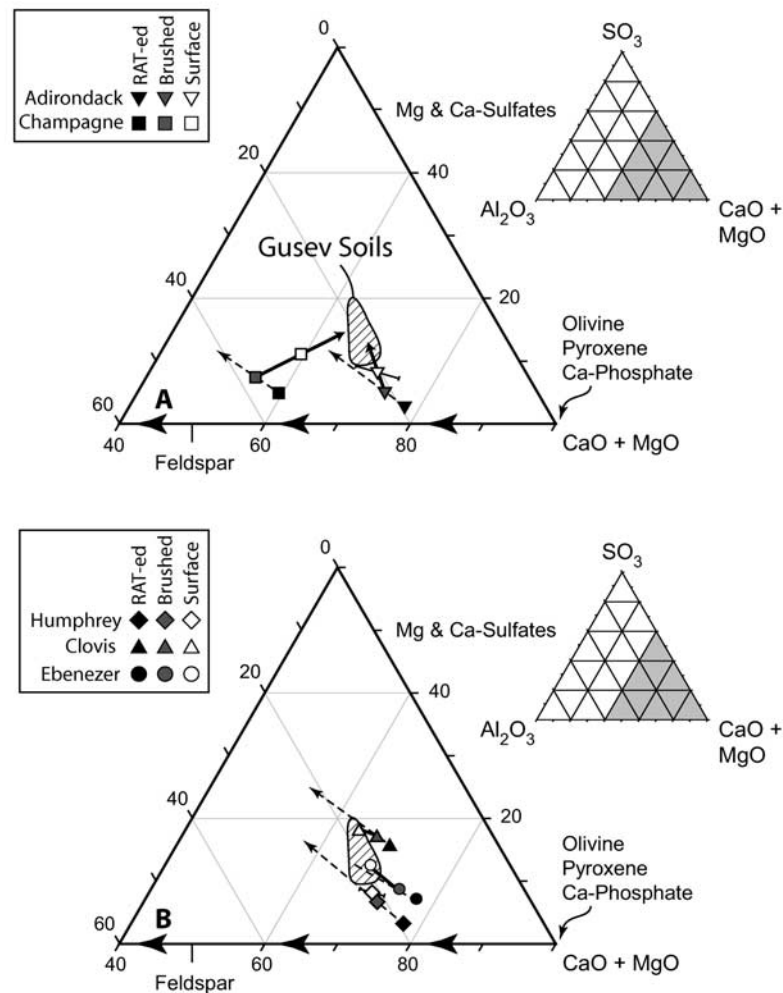 RAT-ed
Brushed
Surface
Adirondack
Champagne
0
Mg & Ca-Sulfates
20
40
Gusev Soils
40
20
Olivine
Pyroxene
Ca-Phosphate
60
A
40
60
80
Feldspar
CaO + MgO
SO3
Al2O3
CaO +
MgO
RAT-ed
Brushed
Surface
Humphrey
Clovis
Ebenezer
0
Mg & Ca-Sulfates
20
40
40
20
Olivine
Pyroxene
Ca-Phosphate
60
B
40
60
80
Feldspar
CaO + MgO
SO3
Al2O3
CaO +
MgO